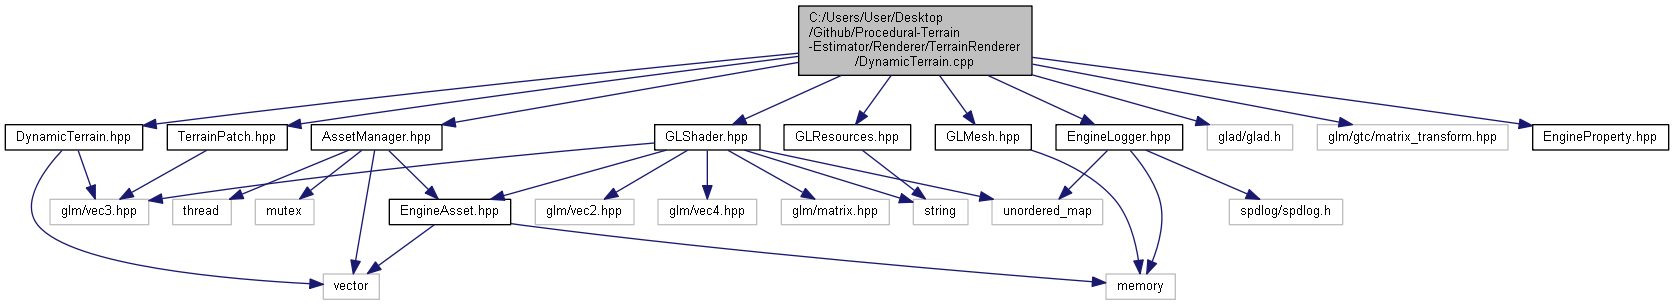 C:/Users/User/Desktop
/Github/Procedural-Terrain
-Estimator/Renderer/TerrainRenderer
/DynamicTerrain.cpp
DynamicTerrain.hpp
TerrainPatch.hpp
AssetManager.hpp
GLShader.hpp
GLResources.hpp
GLMesh.hpp
EngineLogger.hpp
glad/glad.h
glm/gtc/matrix_transform.hpp
EngineProperty.hpp
glm/vec3.hpp
thread
mutex
EngineAsset.hpp
glm/vec2.hpp
glm/vec4.hpp
glm/matrix.hpp
string
unordered_map
spdlog/spdlog.h
vector
memory